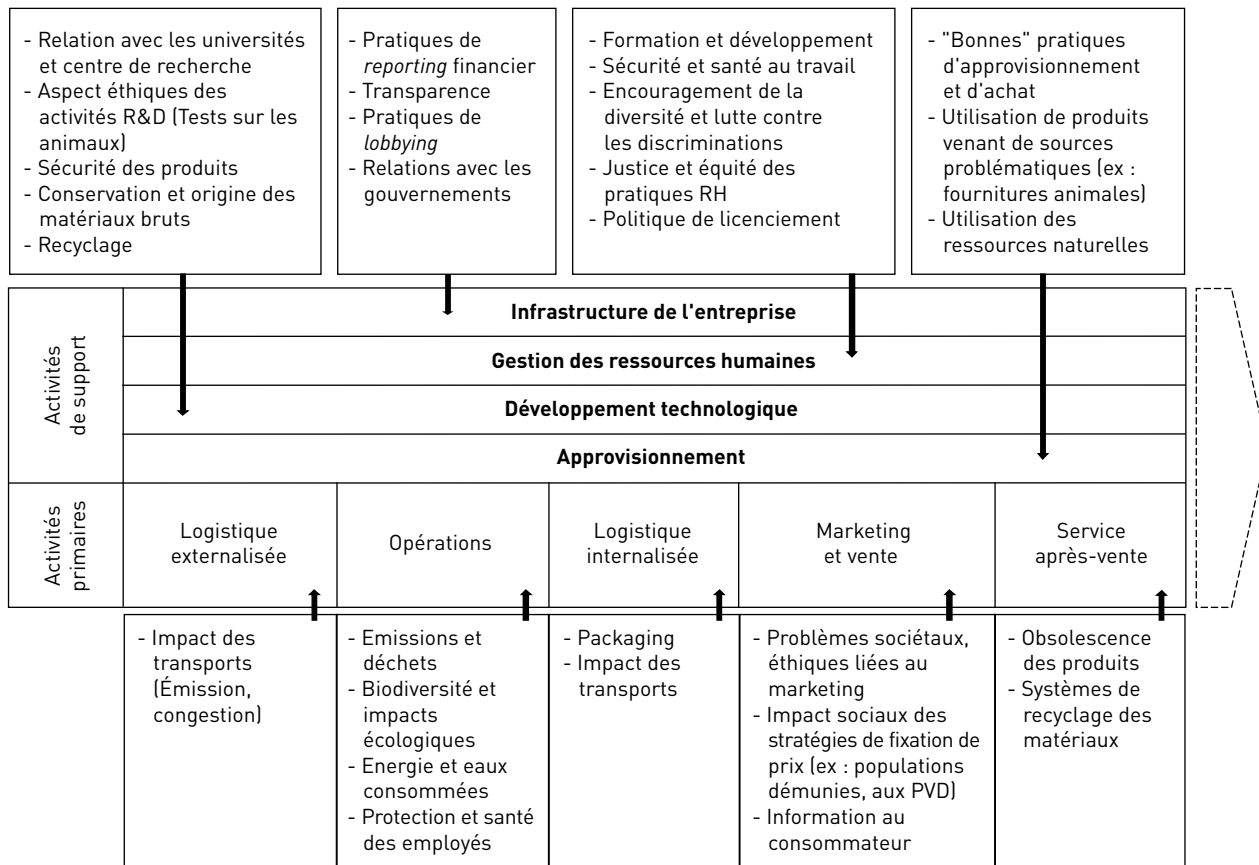 - Relation avec les universités
et centre de recherche
- Aspect éthiques des
activités R&D (Tests sur les
animaux)
- Sécurité des produits
- Conservation et origine des
matériaux bruts
- Recyclage
- Pratiques de
reporting financier
- Transparence
- Pratiques de
lobbying
- Relations avec les
gouvernements
- Formation et développement
- Sécurité et santé au travail
- Encouragement de la
diversité et lutte contre
les discriminations
- Justice et équité des
pratiques RH
- Politique de licenciement
- "Bonnes" pratiques
d'approvisionnement
et d'achat
- Utilisation de produits
venant de sources
problématiques (ex :
fournitures animales)
- Utilisation des
ressources naturelles
Activités
de support
Infrastructure de l'entreprise
Gestion des ressources humaines
Développement technologique
Approvisionnement
Activités
primaires
Logistique
externalisée
Opérations
Logistique
internalisée
Marketing
et vente
Service
après-vente
- Impact des
transports
(Émission,
congestion)
- Emissions et
déchets
- Biodiversité et
impacts
écologiques
- Energie et eaux
consommées
- Protection et santé
des employés
- Packaging
- Impact des
transports
- Problèmes sociétaux,
éthiques liées au
marketing
- Impact sociaux des
stratégies de fixation de
prix (ex : populations
démunies, aux PVD)
- Information au
consommateur
- Obsolescence
des produits
- Systèmes de
recyclage des
matériaux